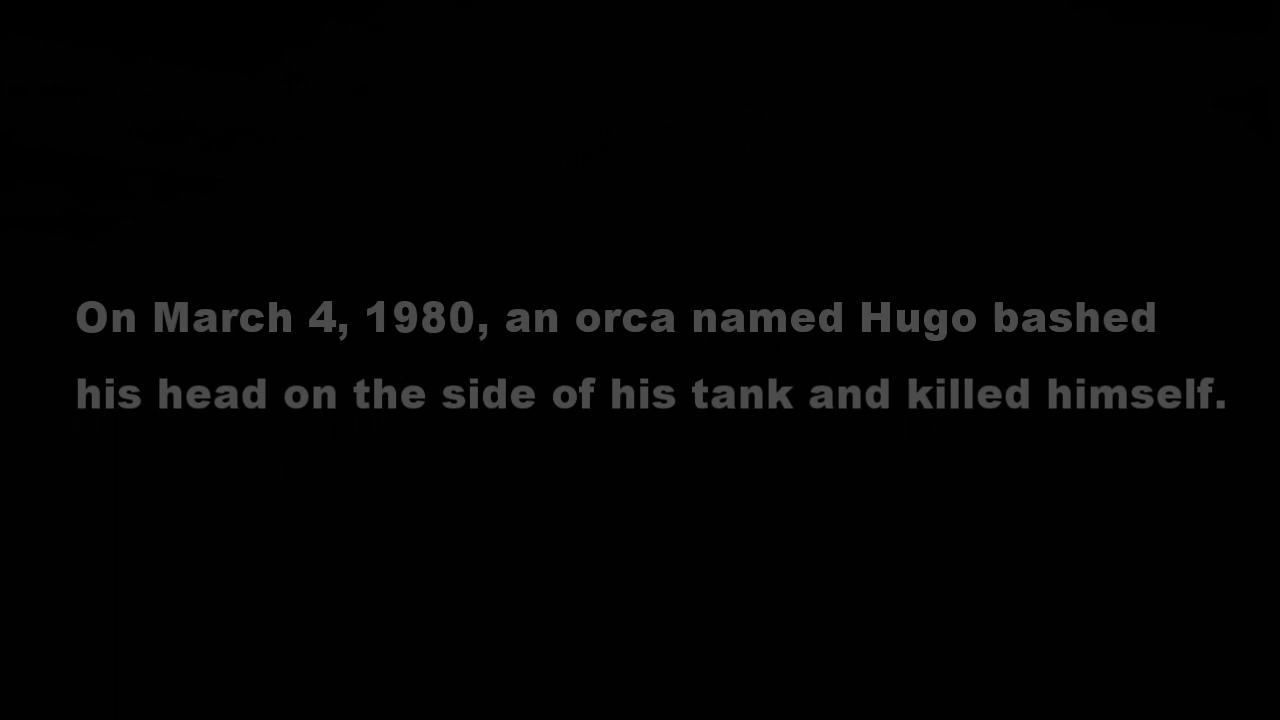 On March 4, 1980, an orca named Hugo bashed
his head on the side of his tank and killed himself.